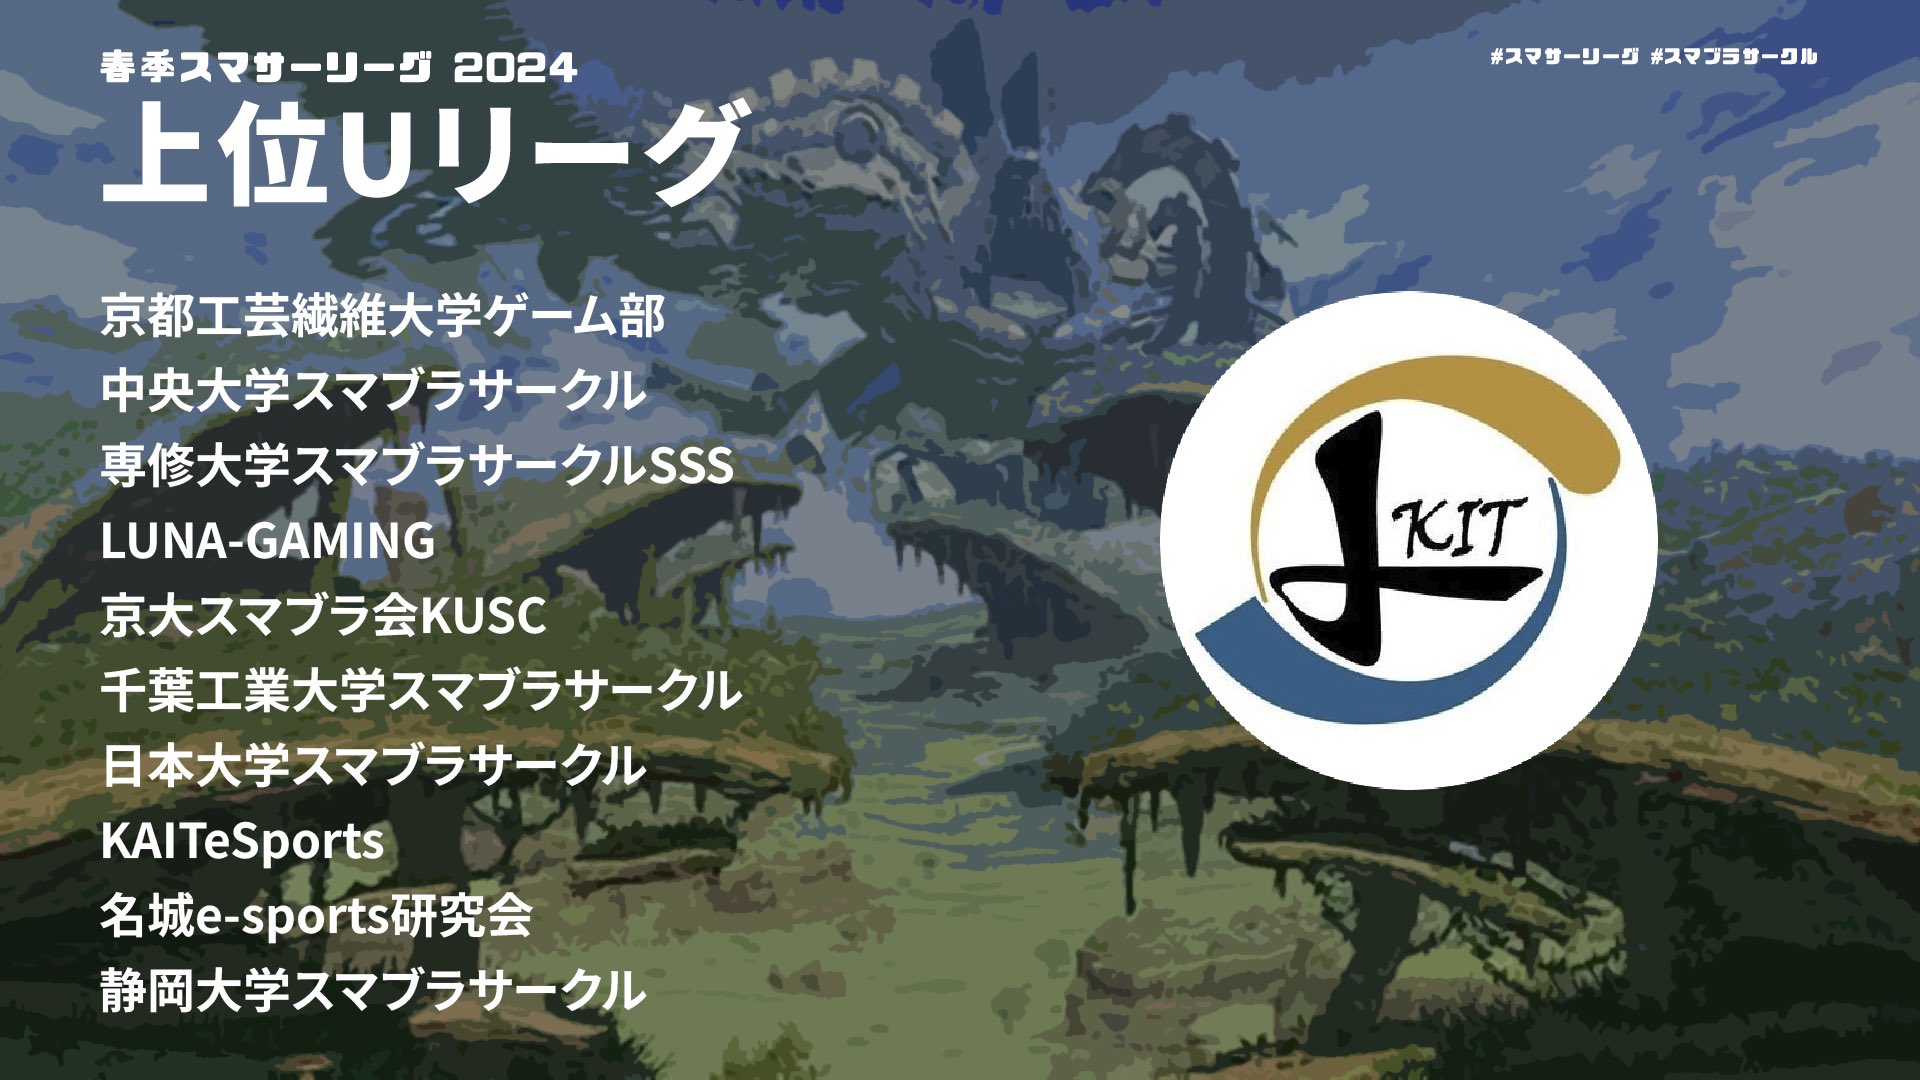 春季スマサーリーグ 2024
#スマサーリーグ #スマブラサークル
上位Uリーグ
京都工芸繊維大学ゲーム部
中央大学スマブラサークル
専修大学スマブラサークルSSS
LUNA-GAMING
京大スマブラ会KUSC
千葉工業大学スマブラサークル
日本大学スマブラサークル
KAITeSports
名城e-sports研究会
静岡大学スマブラサークル
KIT